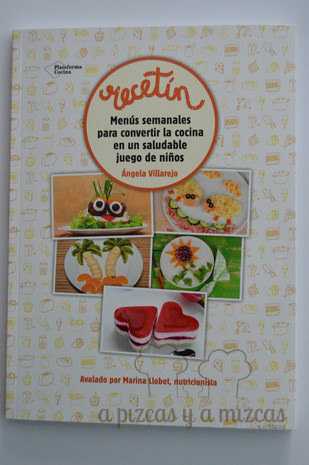 Plataforma
Cocina
recetín
Menús semanales
para convertir la cocina
en un saludable
juego de niños
Ángela Villarejo
Avalado por Marina Llobet, nutricionista
a pizcas y a mizcas